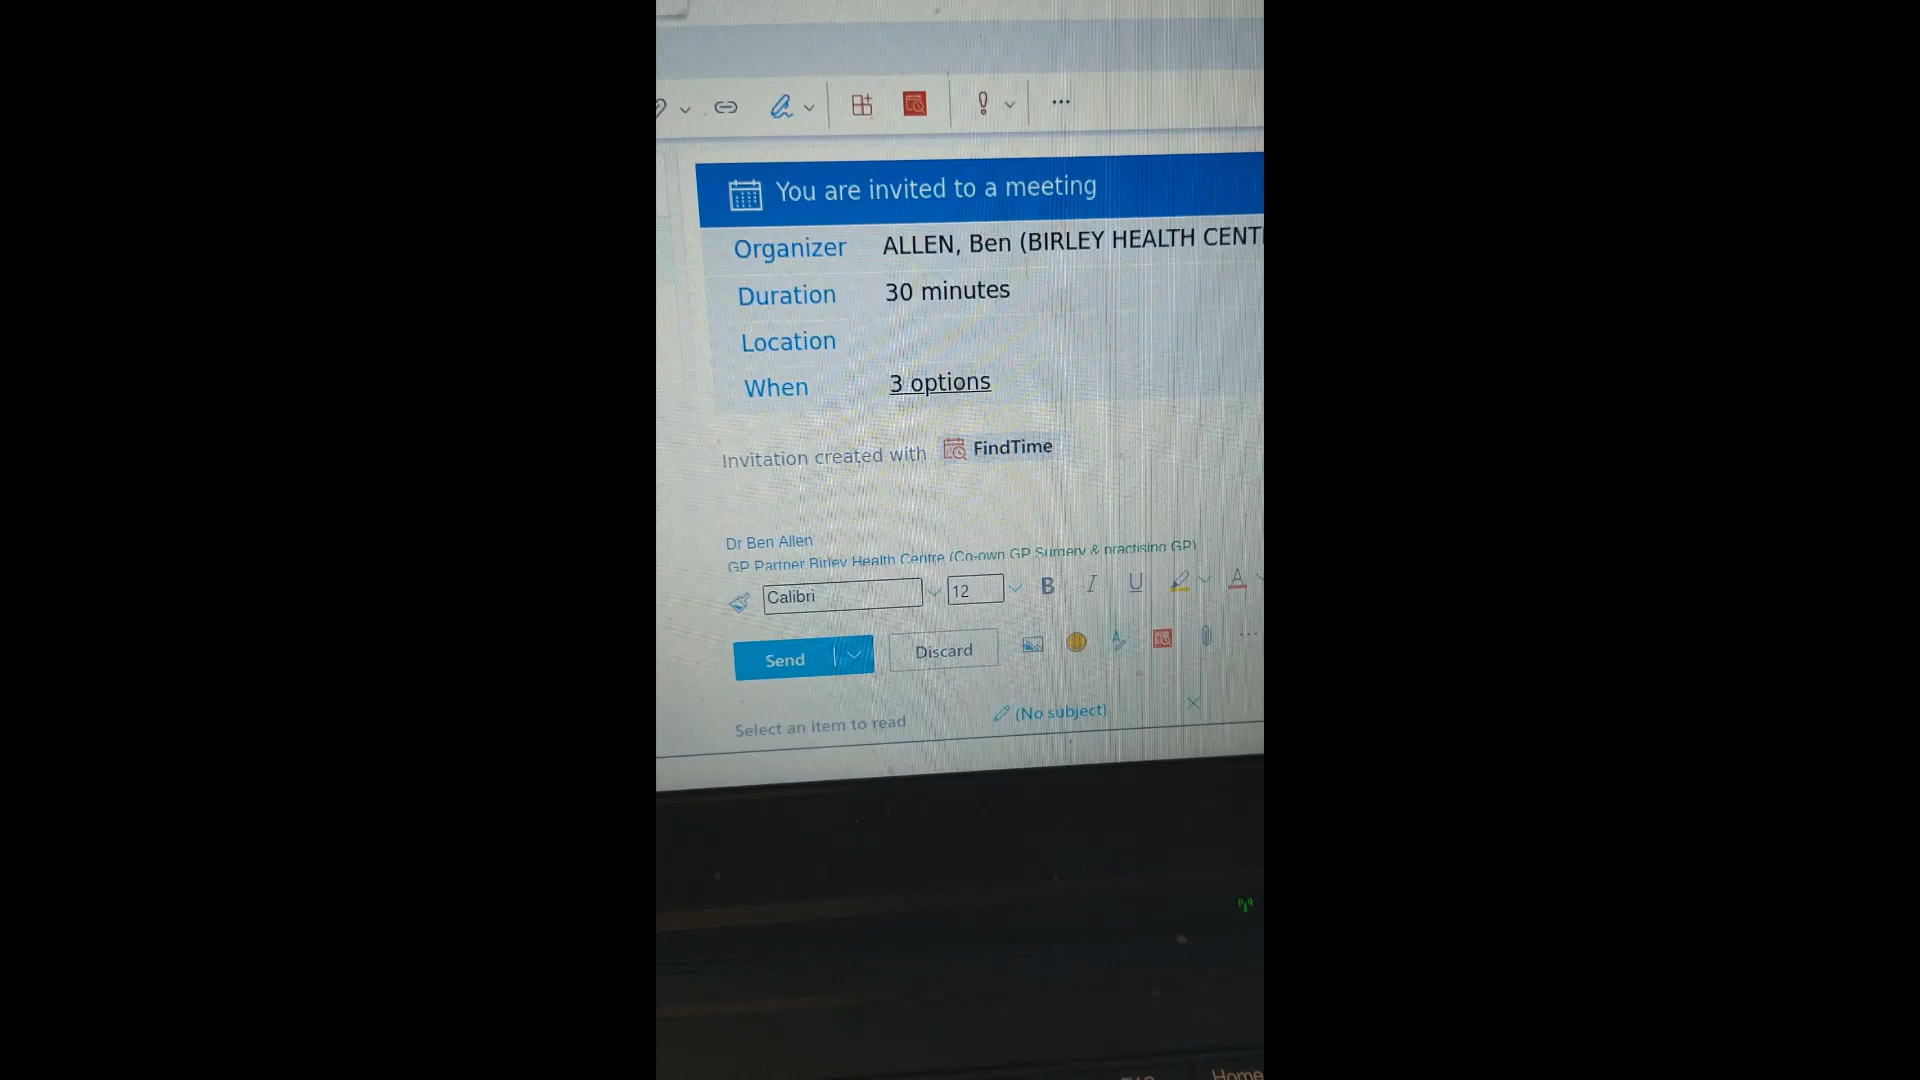 You are invited to a meeting
Organizer ALLEN, Ben (BIRLEY HEALTH CENT
Duration 30 minutes
Location
When 3 options
Invitation created with FindTime
Dr Ben Allen
GP Partner Birley Health Centre (Co-own GP Surgery & practising GP)
Calibri 12 B I U A
Send Discard
Select an item to read (No subject)
Home